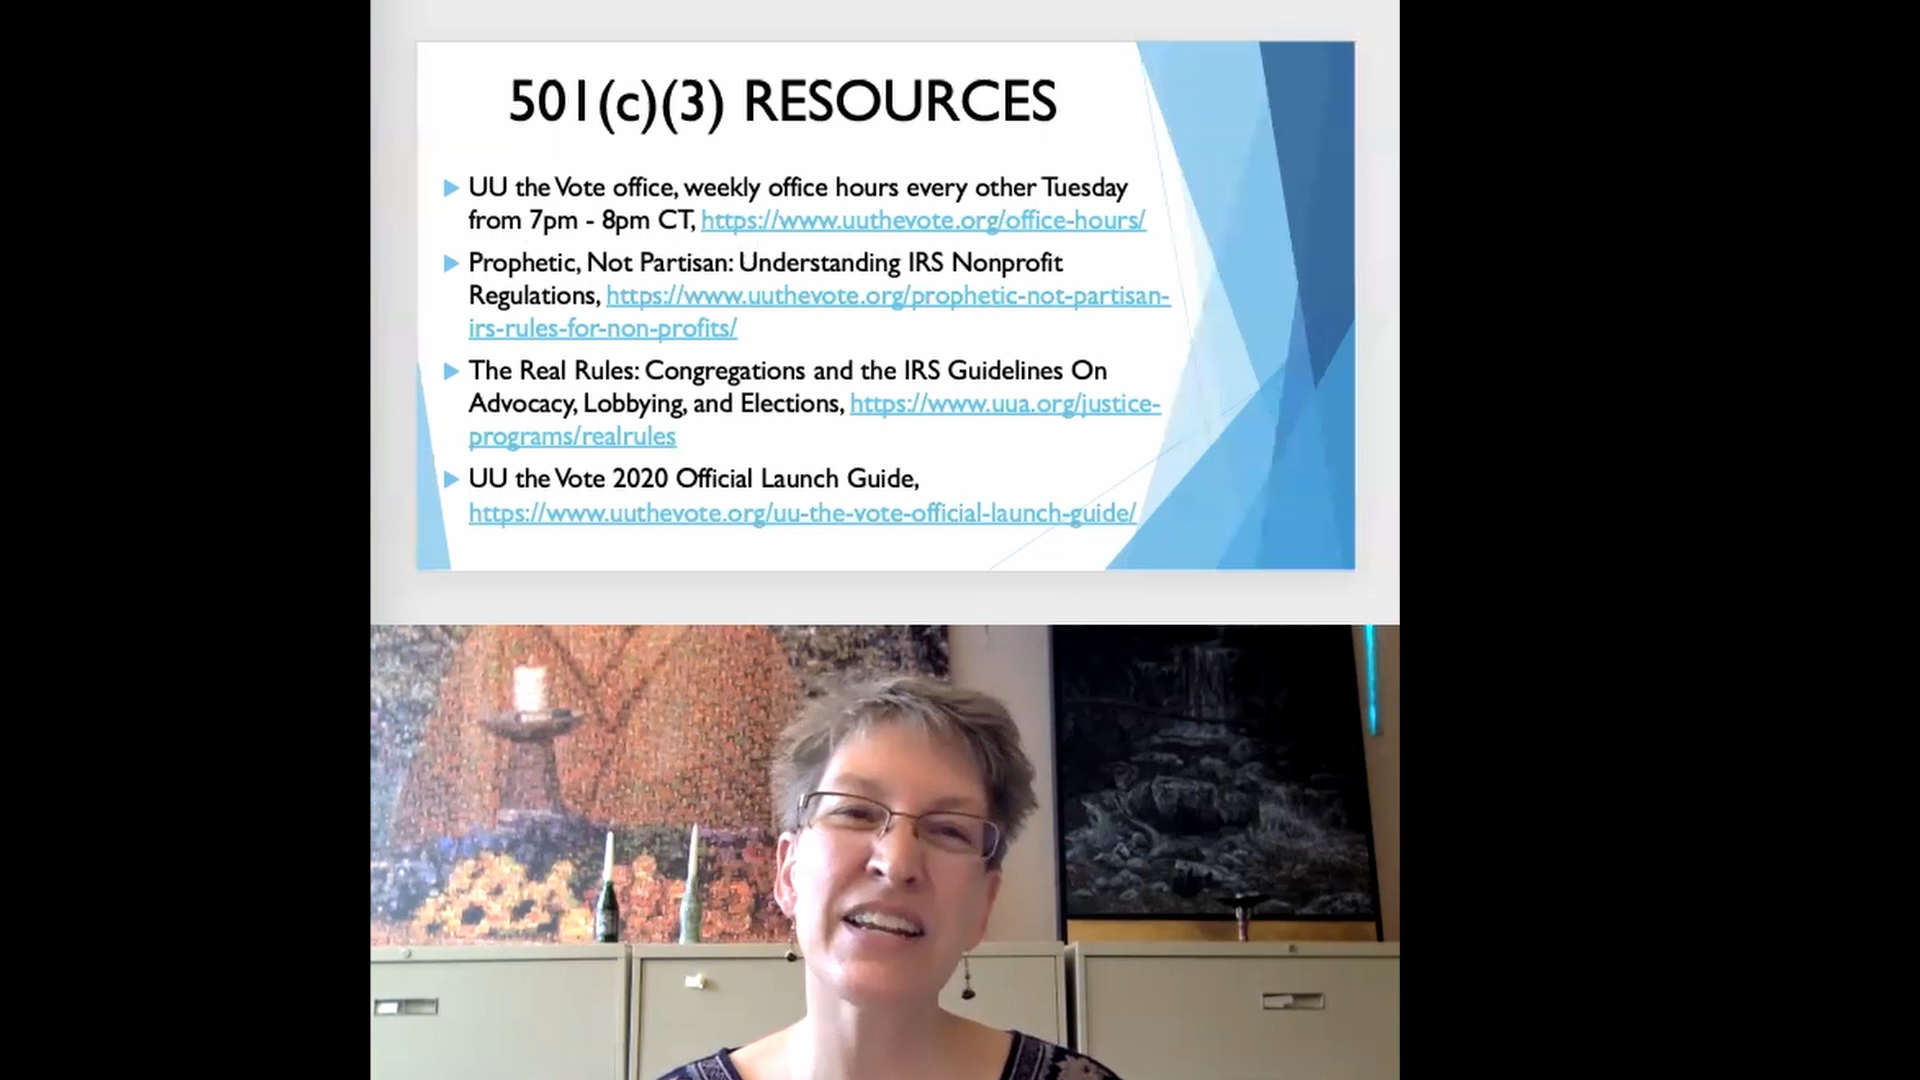 501(c)(3) RESOURCES
UU the Vote office, weekly office hours every other Tuesday
from 7pm - 8pm CT, https://www.uuthevote.org/office-hours/
Prophetic, Not Partisan: Understanding IRS Nonprofit
Regulations, https://www.uuthevote.org/prophetic-not-partisan-
irs-rules-for-non-profits/
The Real Rules: Congregations and the IRS Guidelines On
Advocacy, Lobbying, and Elections, https://www.uua.org/justice-
programs/realrules
UU the Vote 2020 Official Launch Guide,
https://www.uuthevote.org/uu-the-vote-official-launch-guide/